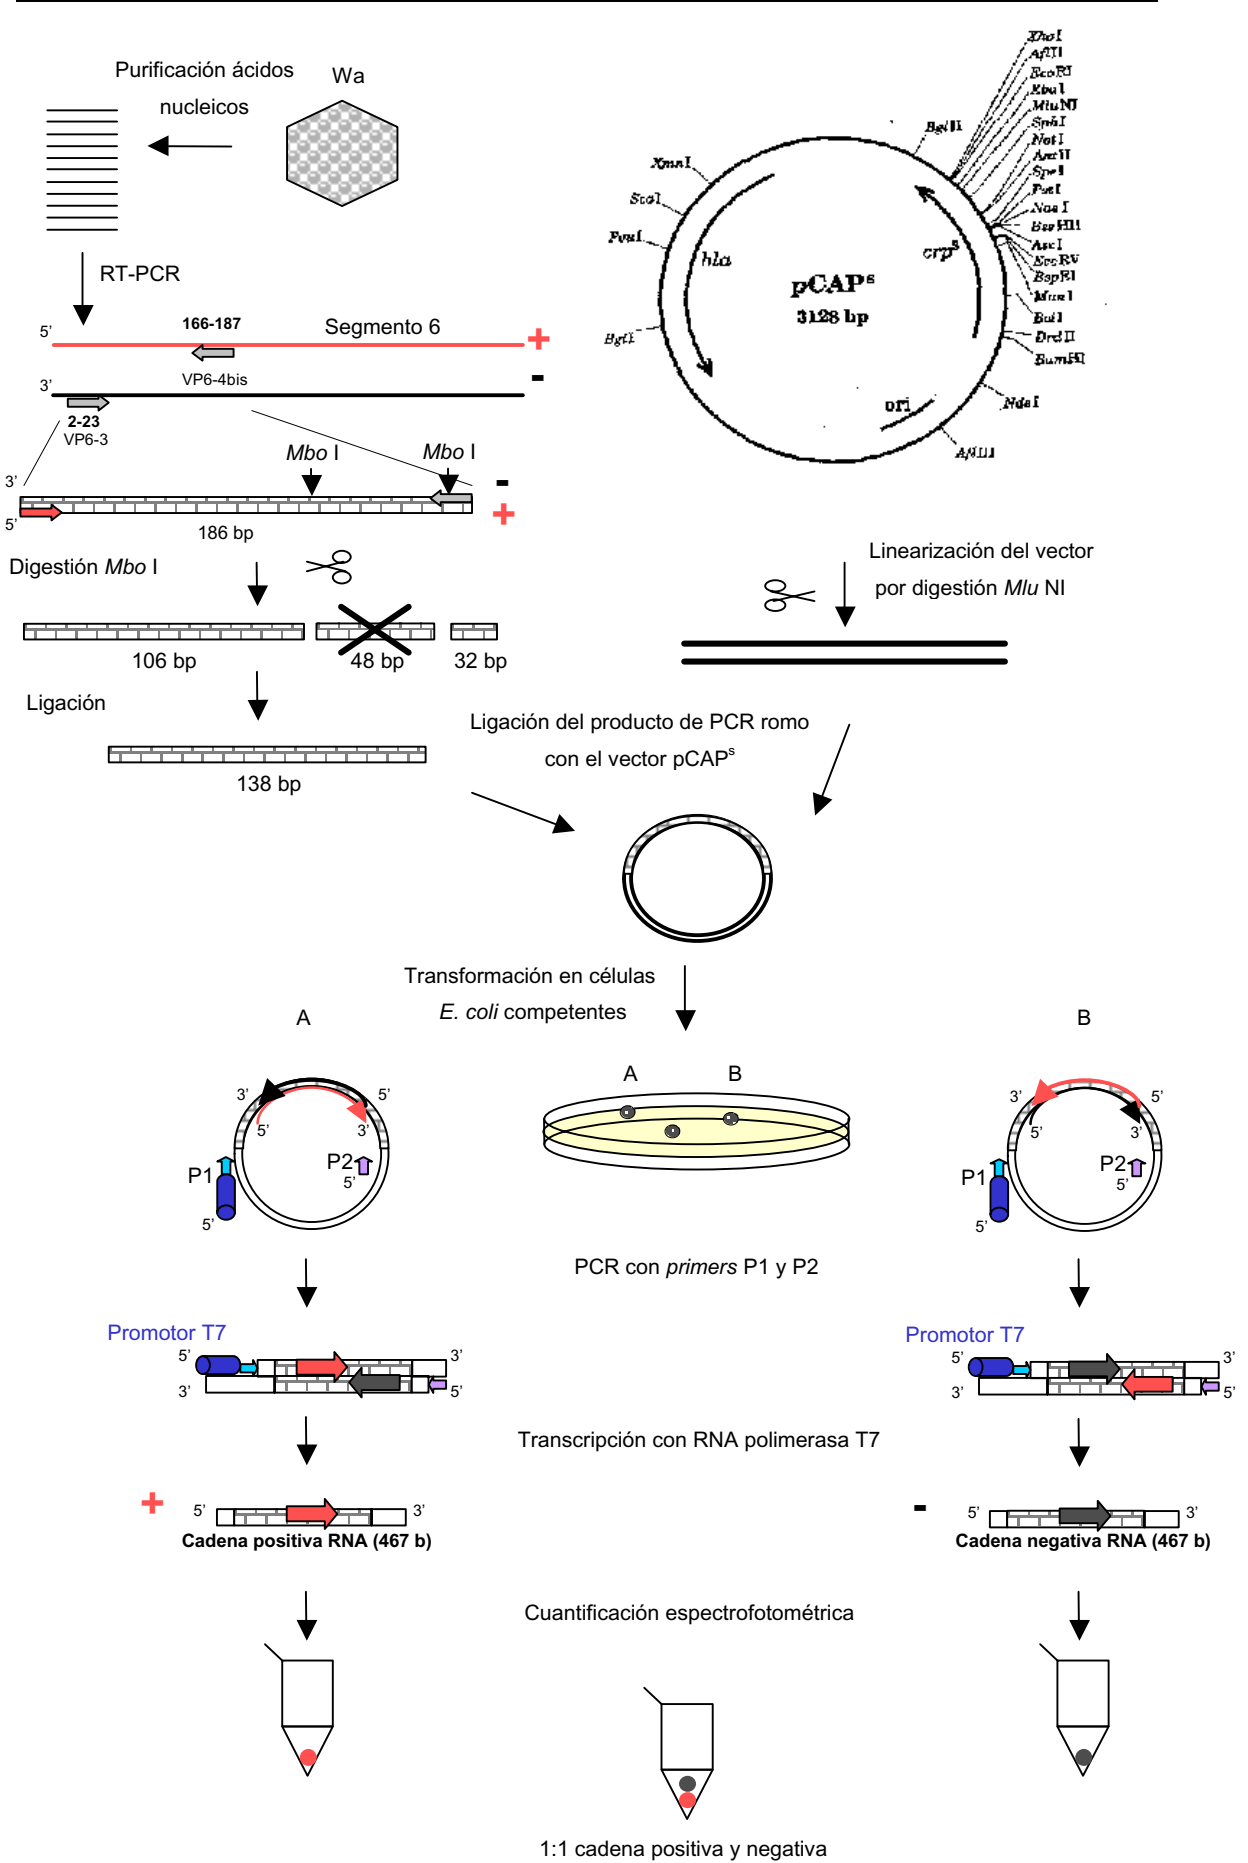 Purificación ácidos
nucleicos
Wa
RT-PCR
5’
166-187
Segmento 6
+
3’
VP6-4bis
-
2-23
VP6-3
Mbo I
Mbo I
3’
-
5’
+
186 bp
Digestión Mbo I
106 bp
48 bp
32 bp
Ligación
138 bp
XhoI
AflII
EcoRI
XbaI
MluNI
SphI
NotI
AatII
SpeI
PstI
NaeI
BssHII
AscI
EcoRV
BspEI
MunI
DrdII
BamHI
NdeI
AflIII
BglII
XmnI
ScaI
PvuI
BglI
bla
crpˢ
pCAPˢ
3128 bp
ori
Linearización del vector
por digestión Mlu NI
Ligación del producto de PCR romo
con el vector pCAPˢ
Transformación en células
E. coli competentes
A
3’
5’
5’
3’
P1
P2
5’
5’
A
B
B
3’
5’
5’
3’
P1
P2
5’
5’
PCR con primers P1 y P2
Promotor T7
5’
3’
3’
5’
Promotor T7
5’
3’
3’
5’
Transcripción con RNA polimerasa T7
+
5’
3’
Cadena positiva RNA (467 b)
-
5’
3’
Cadena negativa RNA (467 b)
Cuantificación espectrofotométrica
1:1 cadena positiva y negativa